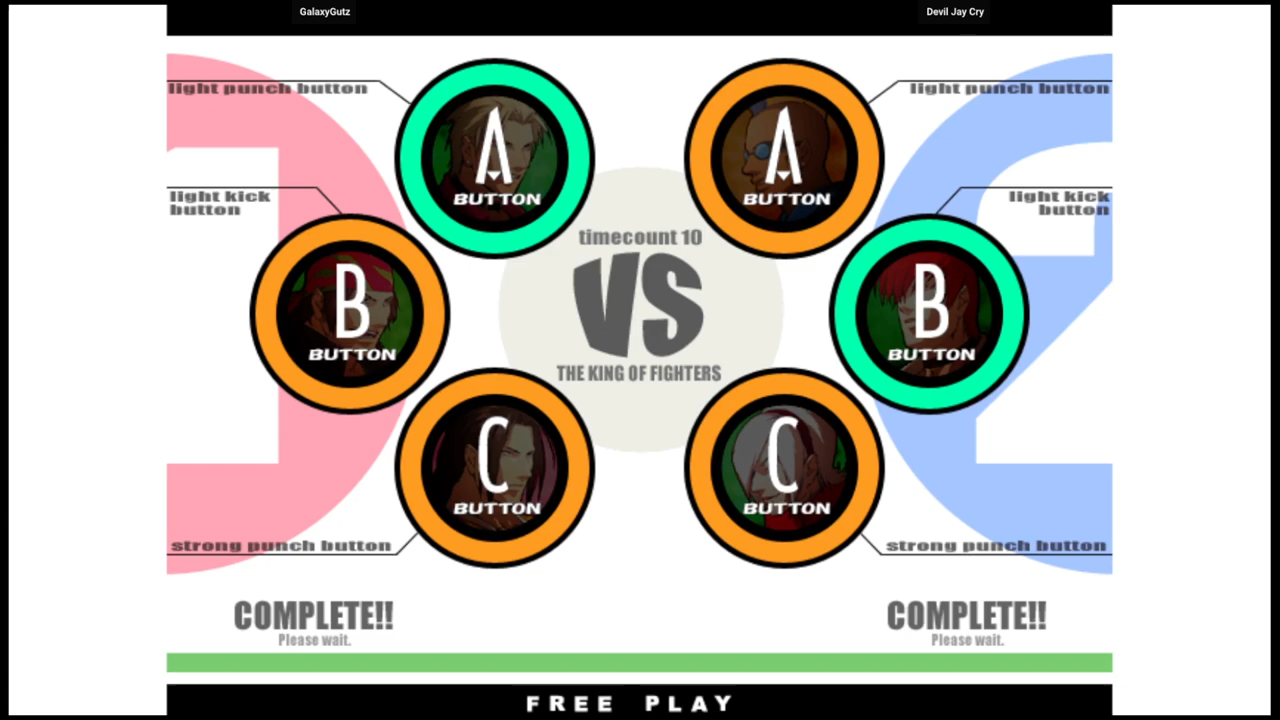 GalaxyGutz
Devil Jay Cry
light punch button
light punch button
A
BUTTON
A
BUTTON
light kick
button
light kick
button
timecount 10
VS
THE KING OF FIGHTERS
B
BUTTON
B
BUTTON
C
BUTTON
C
BUTTON
strong punch button
strong punch button
COMPLETE!!
Please wait.
COMPLETE!!
Please wait.
FREE PLAY
1
2